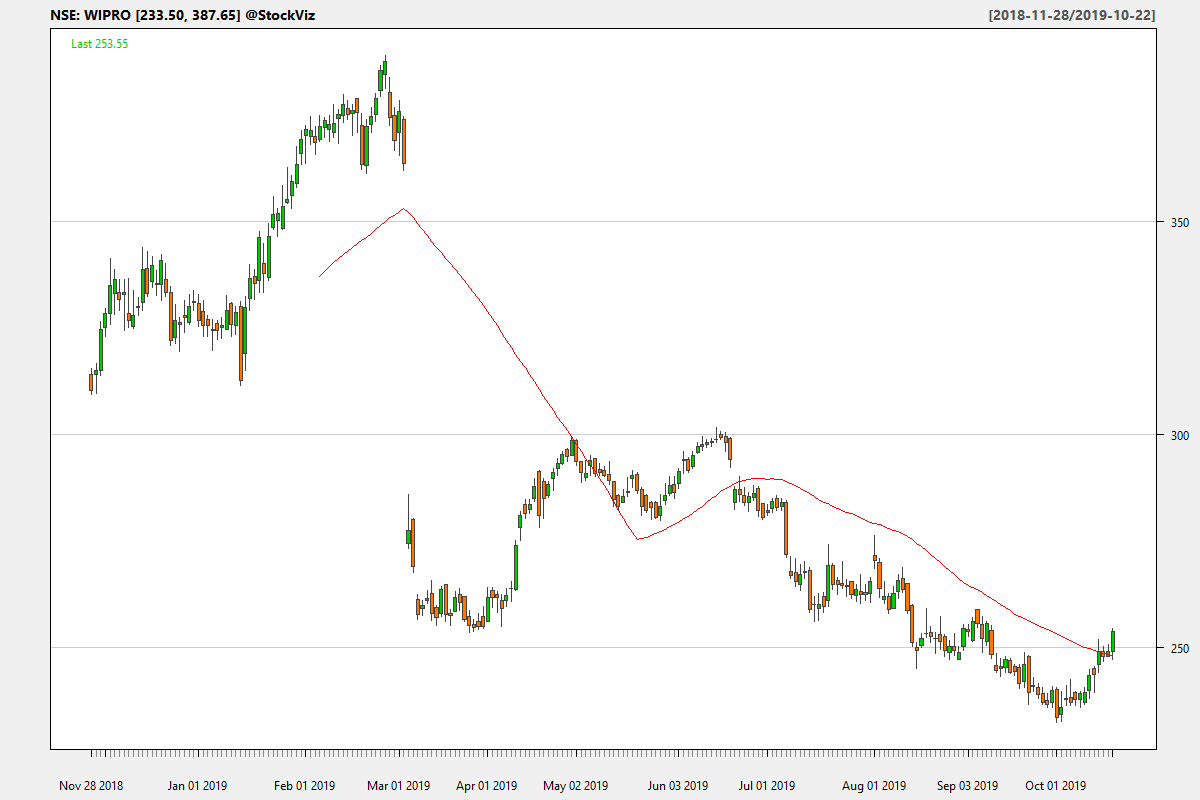 NSE: WIPRO [233.50, 387.65] @StockViz [2018-11-28/2019-10-22]
Last 253.55
350
300
250
Nov 28 2018 Jan 01 2019 Feb 01 2019 Mar 01 2019 Apr 01 2019 May 02 2019 Jun 03 2019 Jul 01 2019 Aug 01 2019 Sep 03 2019 Oct 01 2019